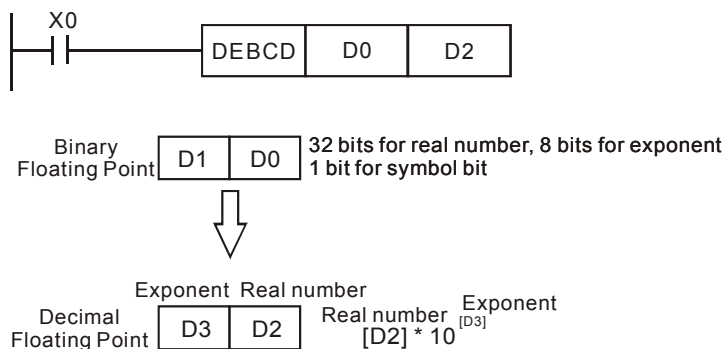 X0
DEBCD D0 D2
Binary
Floating Point D1 D0
32 bits for real number, 8 bits for exponent
1 bit for symbol bit
Exponent Real number
Decimal
Floating Point D3 D2
Real number Exponent
[D2] * 10 [D3]